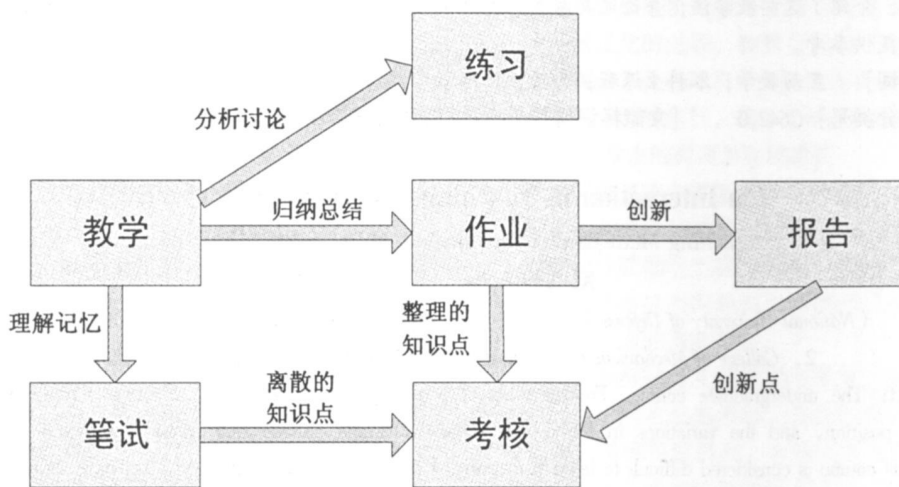 练习
分析讨论
教学
归纳总结
作业
创新
报告
理解记忆
整理的
知识点
创新点
笔试
离散的
知识点
考核